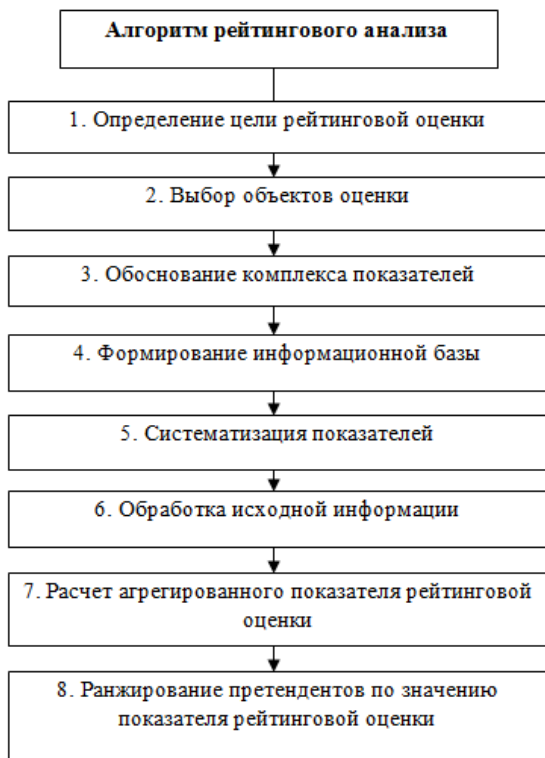 Алгоритм рейтингового анализа
1. Определение цели рейтинговой оценки
2. Выбор объектов оценки
3. Обоснование комплекса показателей
4. Формирование информационной базы
5. Систематизация показателей
6. Обработка исходной информации
7. Расчет агрегированного показателя рейтинговой
оценки
8. Ранжирование претендентов по значению
показателя рейтинговой оценки